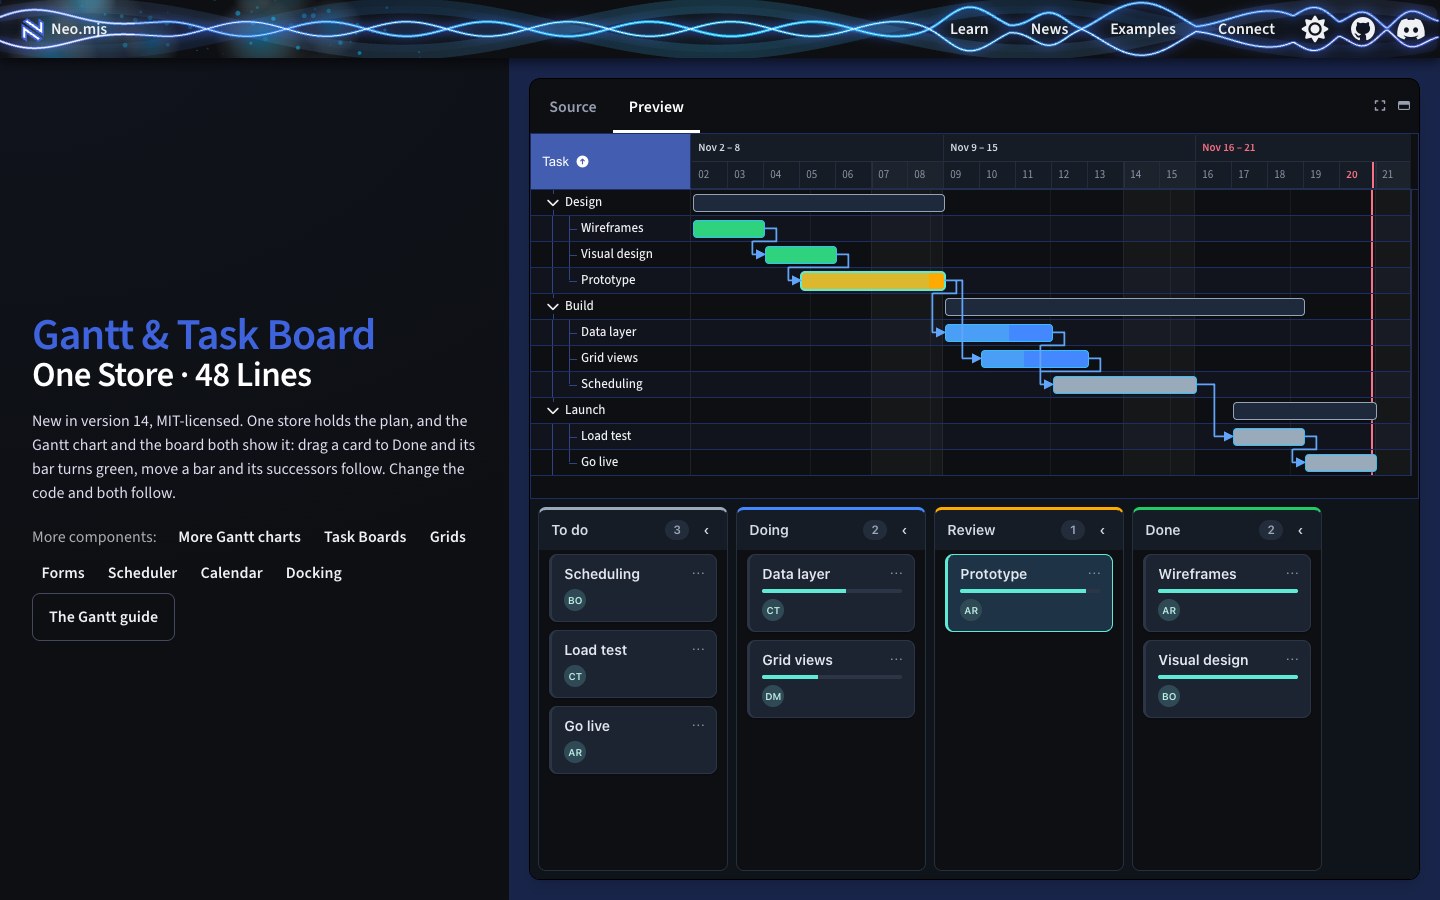 Neo.mjs
Learn
News
Examples
Connect
Gantt & Task Board
One Store · 48 Lines
New in version 14, MIT-licensed. One store holds the plan, and the
Gantt chart and the board both show it: drag a card to Done and its
bar turns green, move a bar and its successors follow. Change the
code and both follow.
More components: More Gantt charts Task Boards Grids
Forms Scheduler Calendar Docking
The Gantt guide
Source Preview
Task Nov 2 – 8 Nov 9 – 15 Nov 16 – 21
02 03 04 05 06 07 08 09 10 11 12 13 14 15 16 17 18 19 20 21
Design
Wireframes
Visual design
Prototype
Build
Data layer
Grid views
Scheduling
Launch
Load test
Go live
To do 3
Scheduling
BO
Load test
CT
Go live
AR
Doing 2
Data layer
CT
Grid views
DM
Review 1
Prototype
AR
Done 2
Wireframes
AR
Visual design
BO